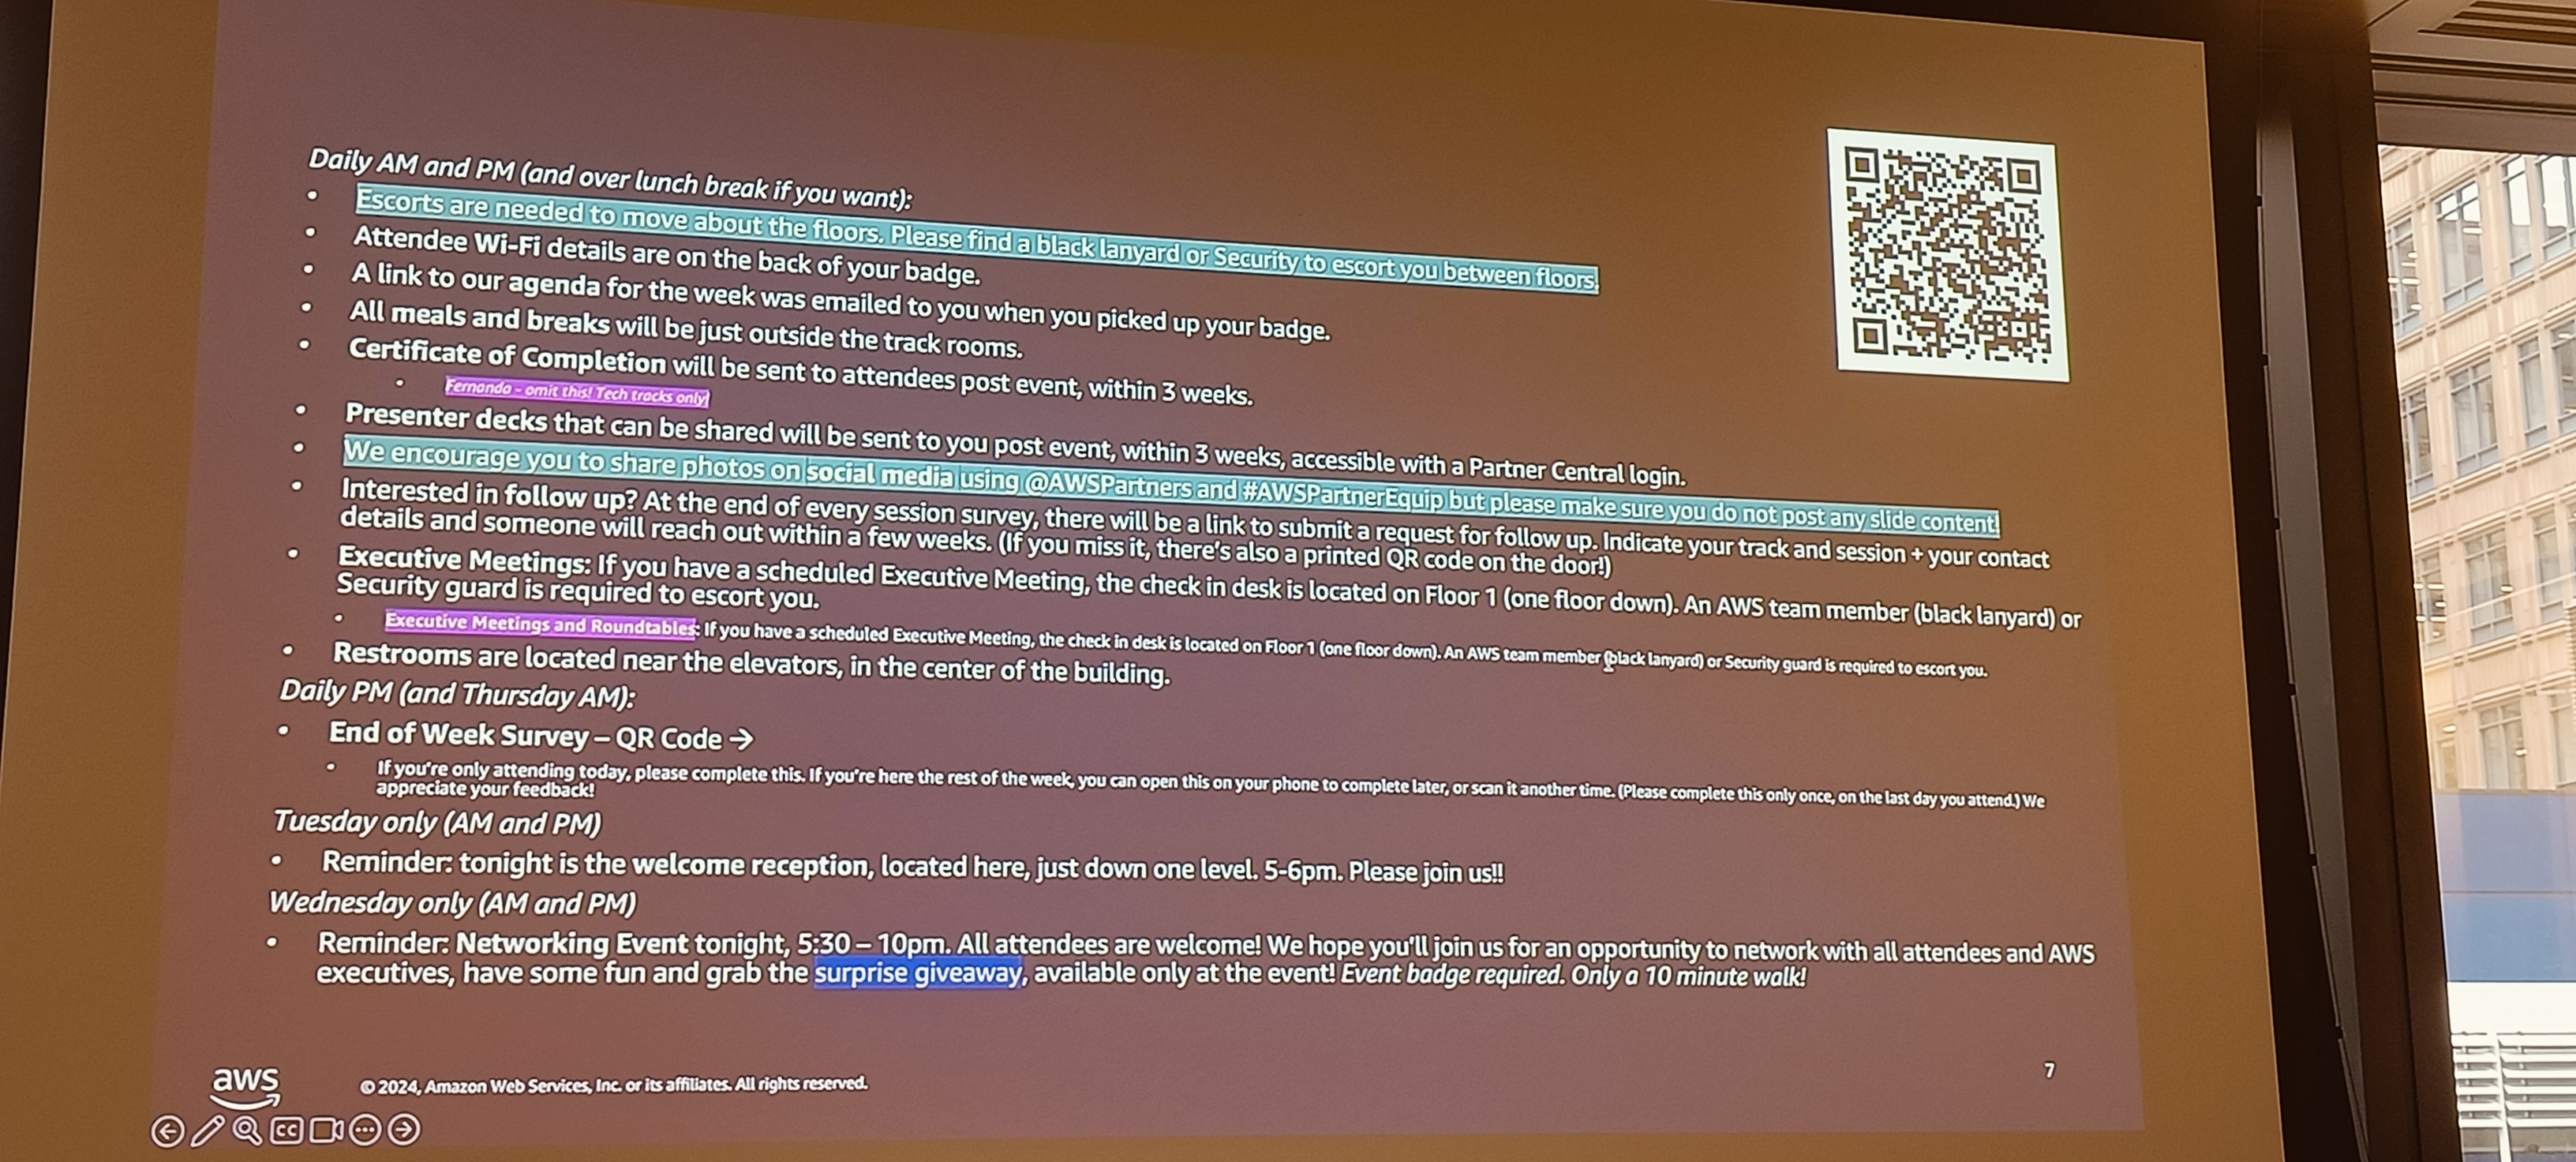 Daily AM and PM (and over lunch break if you want):
• Escorts are needed to move about the floors. Please find a black lanyard or Security to escort you between floors.
• Attendee Wi-Fi details are on the back of your badge.
• A link to our agenda for the week was emailed to you when you picked up your badge.
• All meals and breaks will be just outside the track rooms.
• Certificate of Completion will be sent to attendees post event, within 3 weeks.
• Fernanda - omit this! Tech tracks only!
• Presenter decks that can be shared will be sent to you post event, within 3 weeks, accessible with a Partner Central login.
• We encourage you to share photos on social media using @AWSPartners and #AWSPartnerEquip but please make sure you do not post any slide content!
• Interested in follow up? At the end of every session survey, there will be a link to submit a request for follow up. Indicate your track and session + your contact
details and someone will reach out within a few weeks. (If you miss it, there's also a printed QR code on the door!)
• Executive Meetings: If you have a scheduled Executive Meeting, the check in desk is located on Floor 1 (one floor down). An AWS team member (black lanyard) or
Security guard is required to escort you.
• Executive Meetings and Roundtables: If you have a scheduled Executive Meeting, the check in desk is located on Floor 1 (one floor down). An AWS team member (black lanyard) or Security guard is required to escort you.
• Restrooms are located near the elevators, in the center of the building.
Daily PM (and Thursday AM):
• End of Week Survey – QR Code →
• If you're only attending today, please complete this. If you're here the rest of the week, you can open this on your phone to complete later, or scan it another time. (Please complete this only once, on the last day you attend.) We
appreciate your feedback!
Tuesday only (AM and PM)
• Reminder: tonight is the welcome reception, located here, just down one level. 5-6pm. Please join us!!
Wednesday only (AM and PM)
• Reminder: Networking Event tonight, 5:30 – 10pm. All attendees are welcome! We hope you'll join us for an opportunity to network with all attendees and AWS
executives, have some fun and grab the surprise giveaway, available only at the event! Event badge required. Only a 10 minute walk!
aws
© 2024, Amazon Web Services, Inc. or its affiliates. All rights reserved.
7
CC